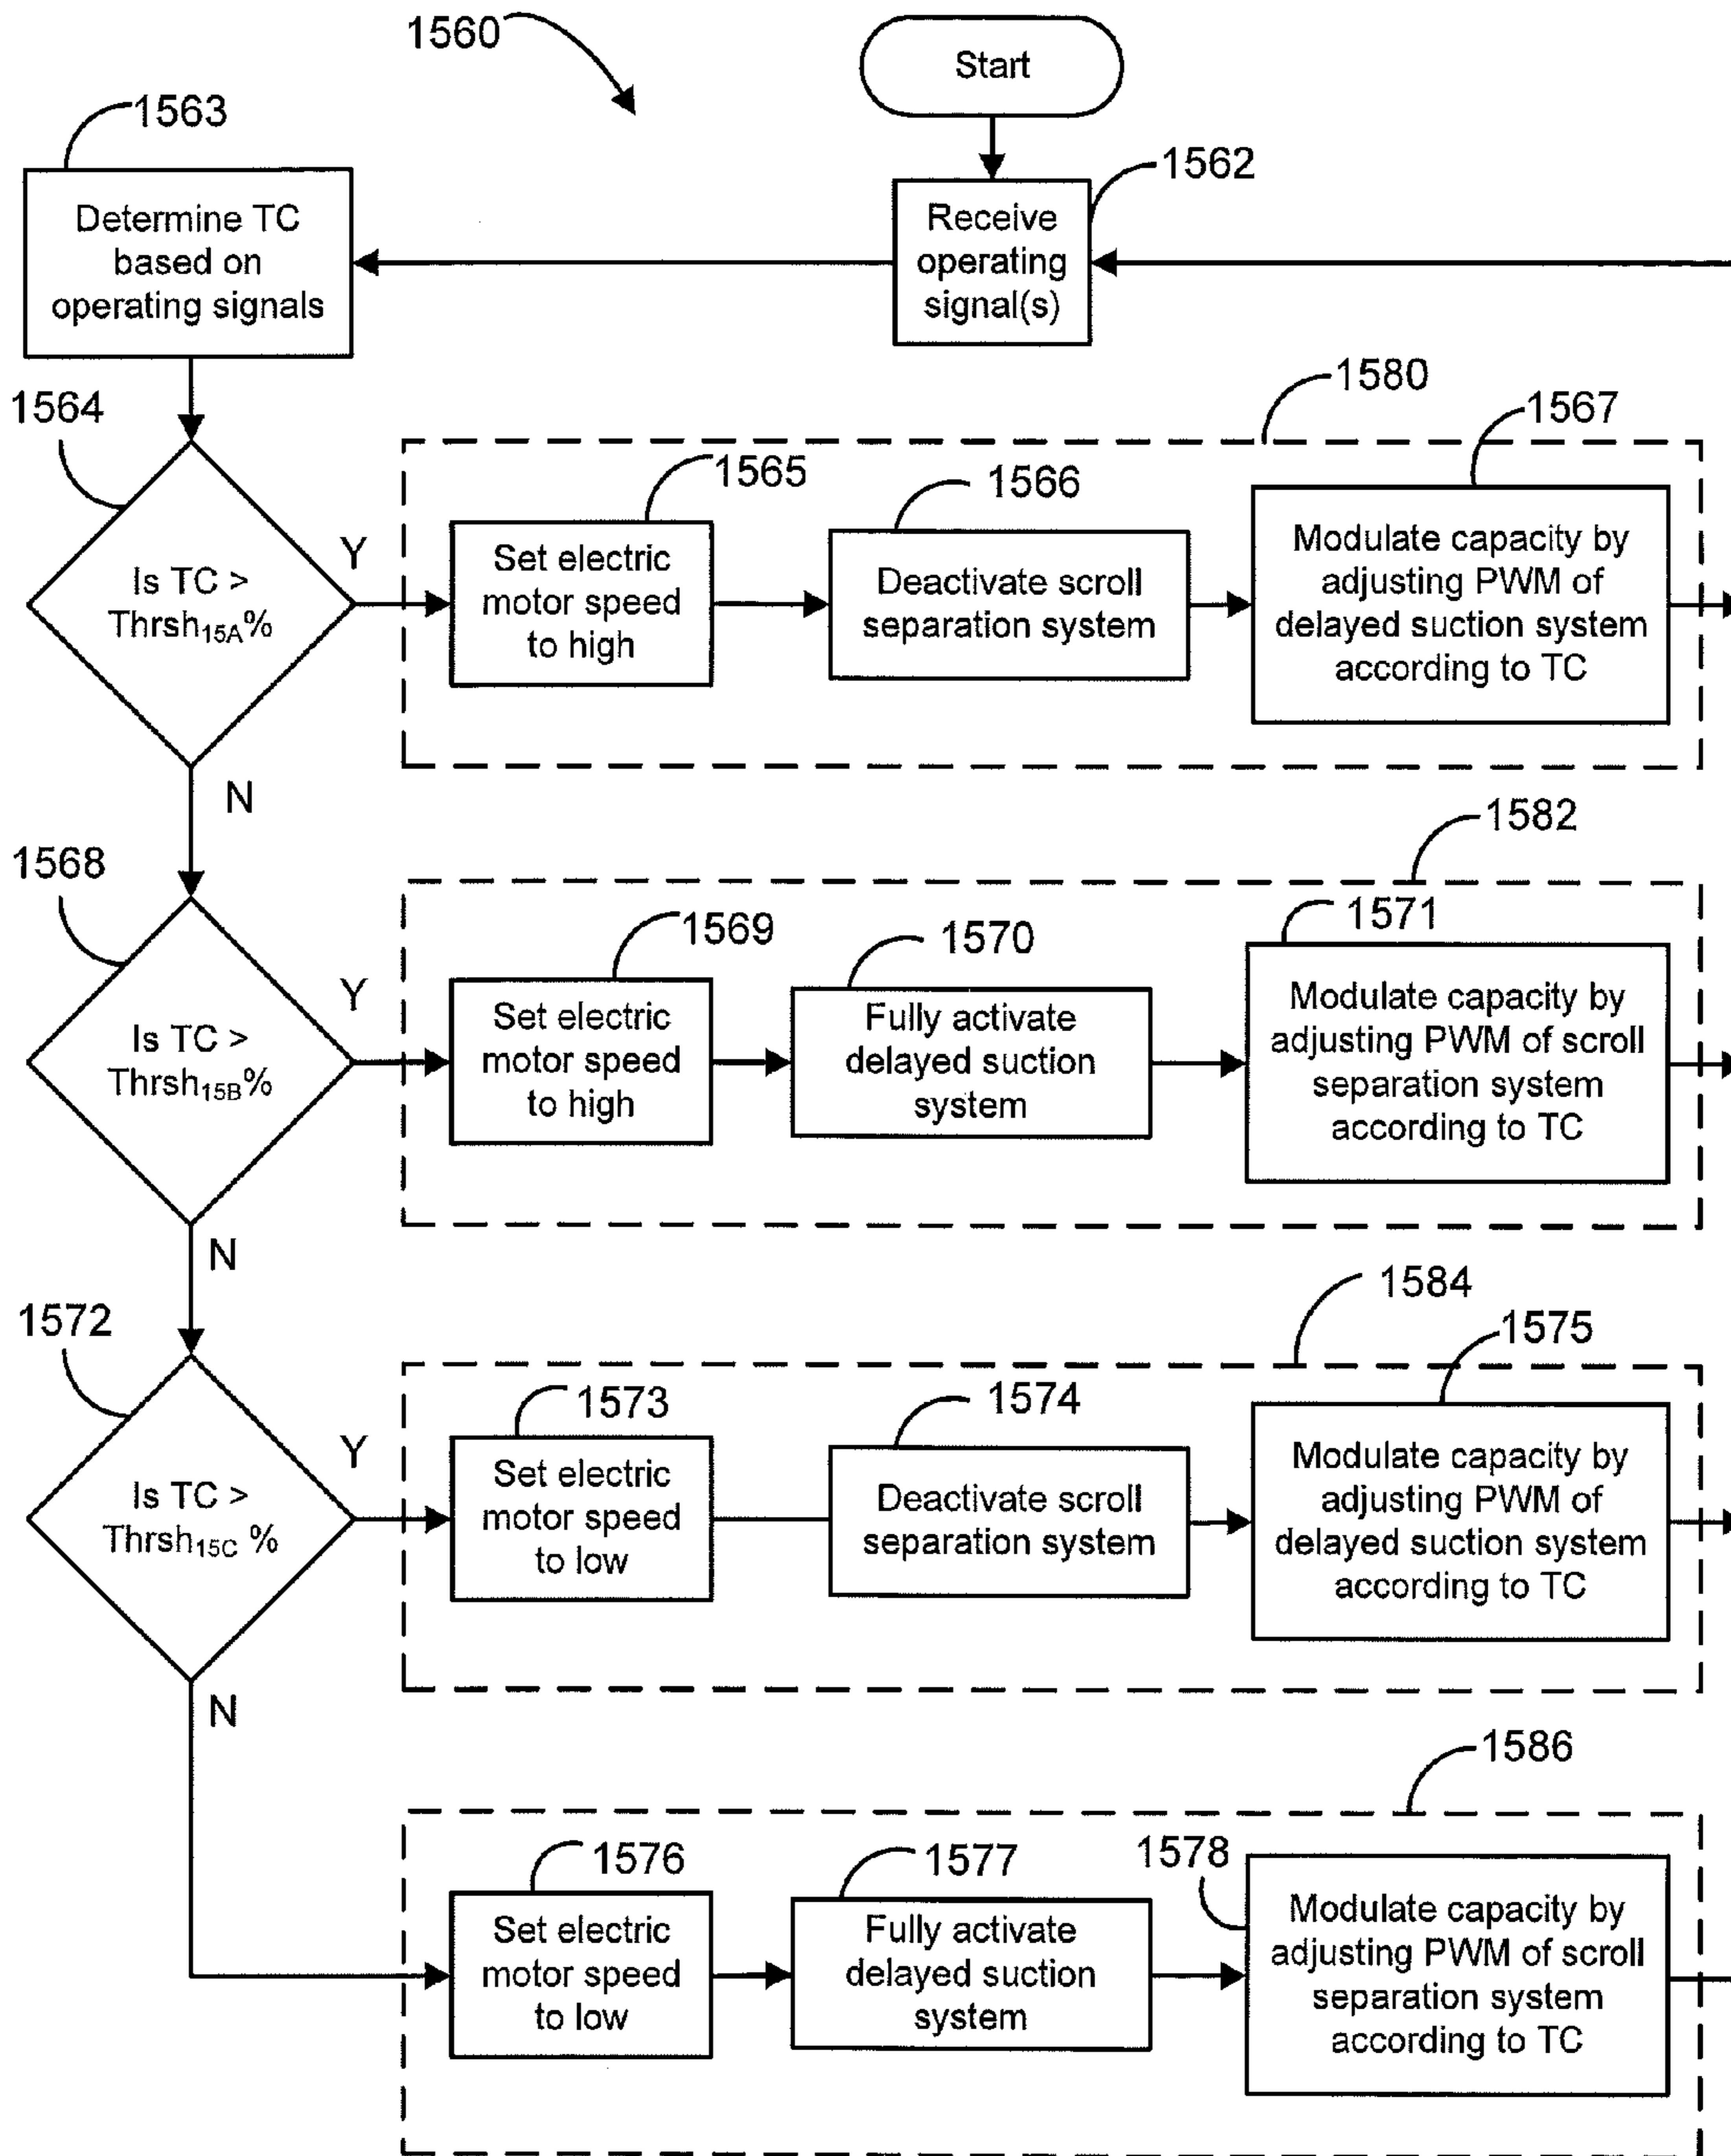 1560
Start
1563
1562
Determine TC
based on
operating signals
Receive
operating
signal(s)
1564
1580
1567
1565
1566
Is TC >
Thrsh15A%
Y
N
Set electric
motor speed
to high
Deactivate scroll
separation system
Modulate capacity by
adjusting PWM of
delayed suction system
according to TC
1568
1582
1569
1570
1571
Is TC >
Thrsh15B%
Y
N
Set electric
motor speed
to high
Fully activate
delayed suction
system
Modulate capacity by
adjusting PWM of scroll
separation system
according to TC
1572
1584
1573
1574
1575
Is TC >
Thrsh15C %
Y
N
Set electric
motor speed
to low
Deactivate scroll
separation system
Modulate capacity by
adjusting PWM of
delayed suction system
according to TC
1586
1576
1577
1578
Set electric
motor speed
to low
Fully activate
delayed suction
system
Modulate capacity by
adjusting PWM of scroll
separation system
according to TC